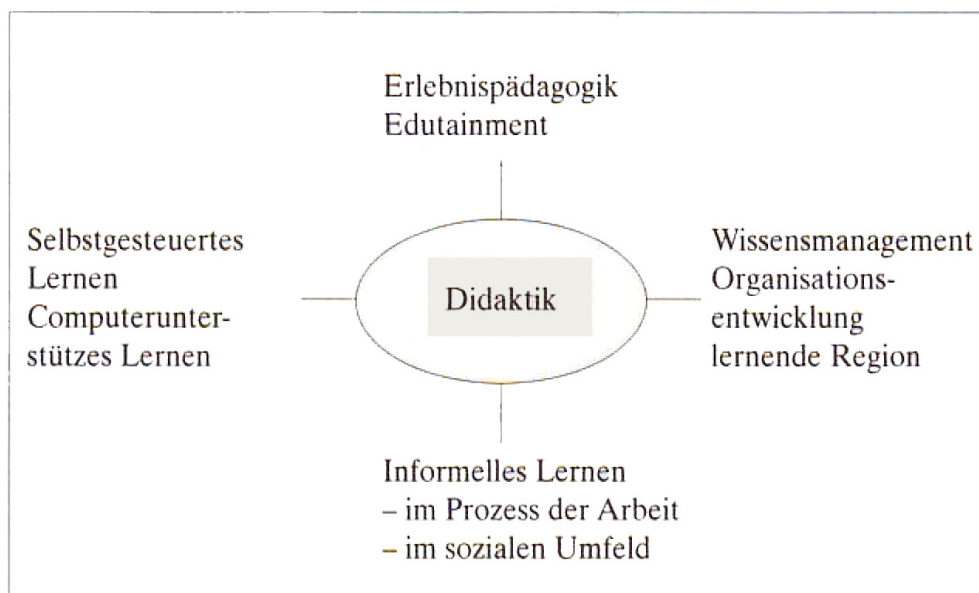 Erlebnispädagogik
Edutainment
Selbstgesteuertes
Lernen
Computerunter-
stützes Lernen
Didaktik
Wissensmanagement
Organisations-
entwicklung
lernende Region
Informelles Lernen
– im Prozess der Arbeit
– im sozialen Umfeld